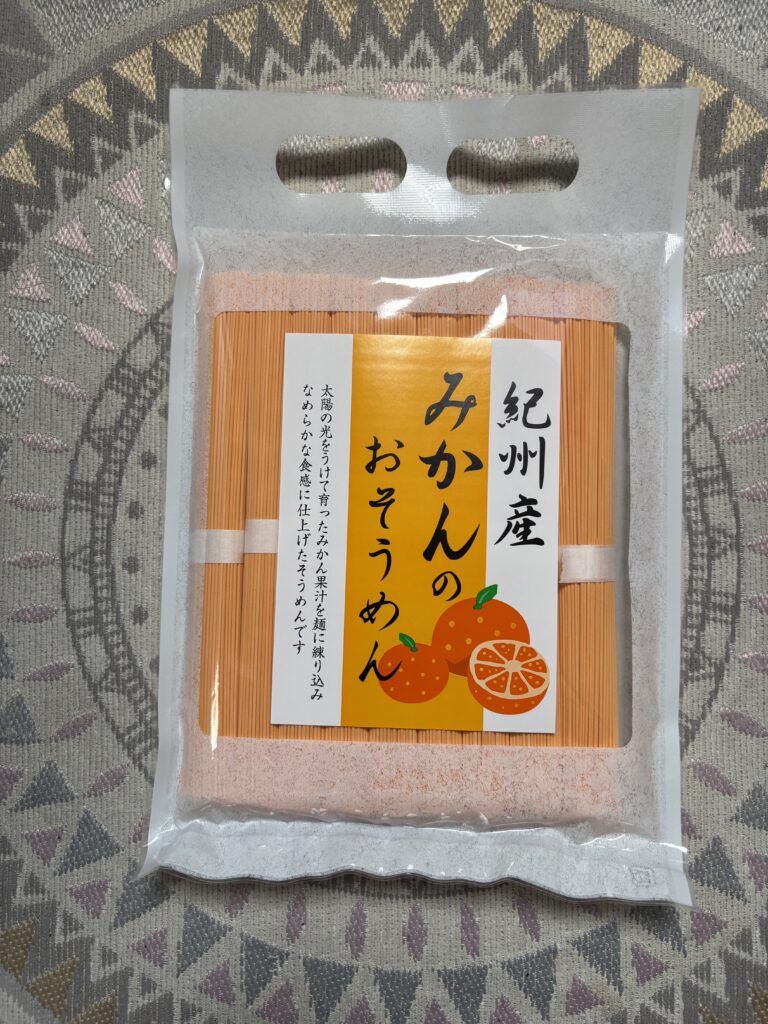 紀州産
みかんの
おそうめん
太陽の光をうけて育ったみかん果汁を麺に練り込み
なめらかな食感に仕上げたそうめんです